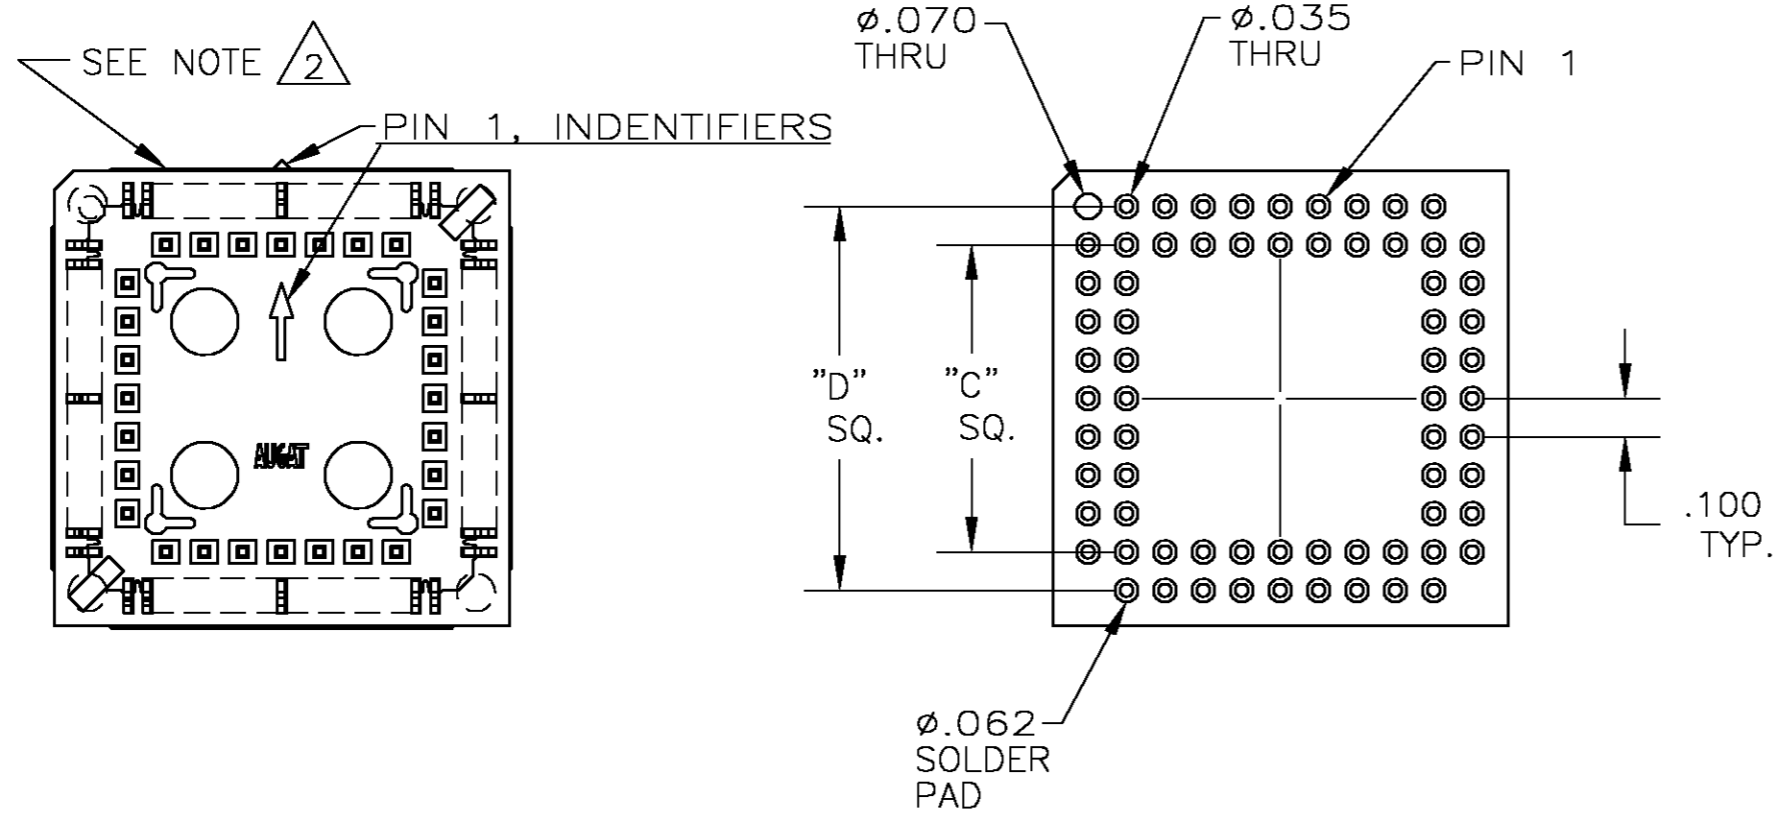 SEE NOTE 2
PIN 1, INDENTIFIERS
AUGAT
ø.070
THRU
ø.035
THRU
PIN 1
"D"
SQ.
"C"
SQ.
.100
TYP.
ø.062
SOLDER
PAD